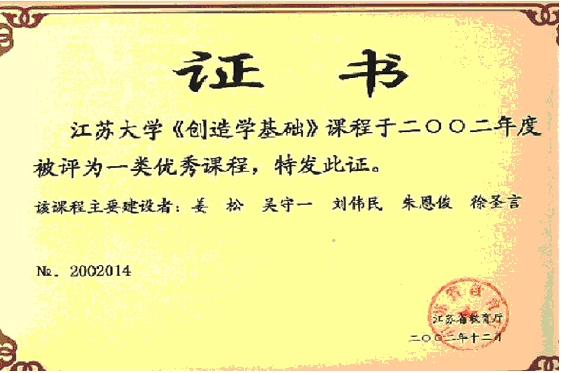 证 书
江苏大学《创造学基础》课程于二〇〇二年度
被评为一类优秀课程，特发此证。
该课程主要建设者：姜 松 吴守一 刘伟民 朱恩俊 徐圣言
№. 2002014
江苏省教育厅
二〇〇二年十二月